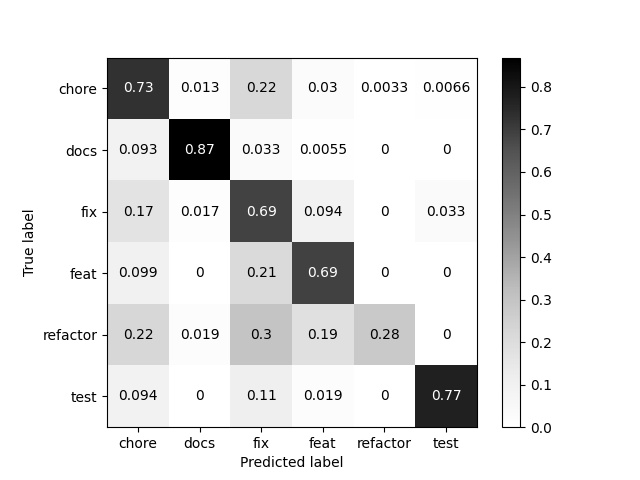 chore 0.73 0.013 0.22 0.03 0.0033 0.0066
docs 0.093 0.87 0.033 0.0055 0 0
fix 0.17 0.017 0.69 0.094 0 0.033
feat 0.099 0 0.21 0.69 0 0
refactor 0.22 0.019 0.3 0.19 0.28 0
test 0.094 0 0.11 0.019 0 0.77
chore docs fix feat refactor test
Predicted label
True label
0.8
0.7
0.6
0.5
0.4
0.3
0.2
0.1
0.0